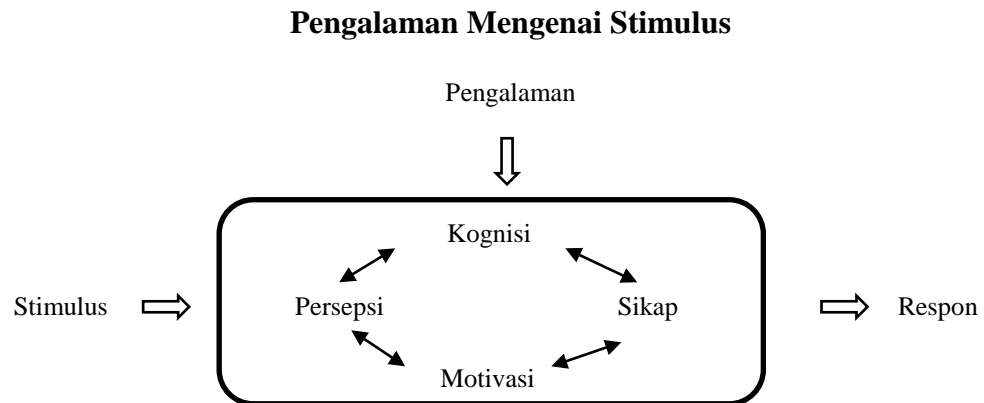 Pengalaman Mengenai Stimulus
Pengalaman
Kognisi
Stimulus
Persepsi
Sikap
Respon
Motivasi